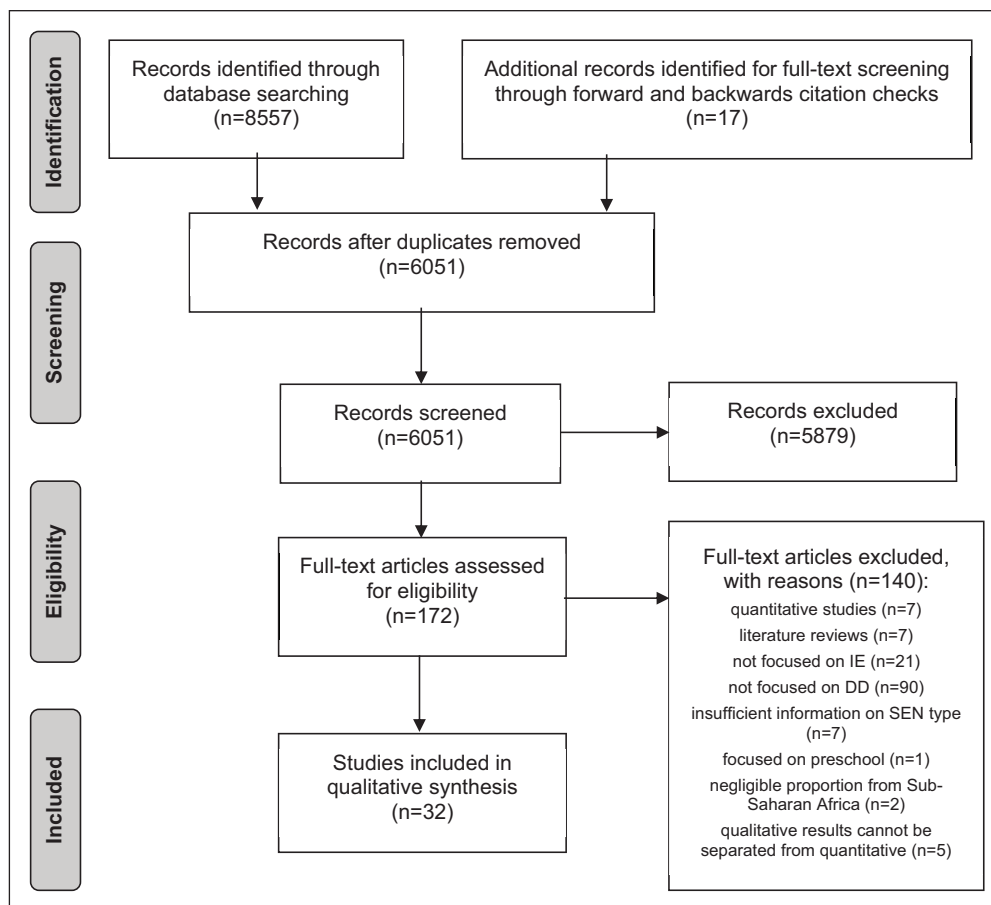 Identification
Records identified through
database searching
(n=8557)
Additional records identified for full-text screening
through forward and backwards citation checks
(n=17)
Screening
Records after duplicates removed
(n=6051)
Records screened
(n=6051)
Records excluded
(n=5879)
Eligibility
Full-text articles assessed
for eligibility
(n=172)
Full-text articles excluded,
with reasons (n=140):
quantitative studies (n=7)
literature reviews (n=7)
not focused on IE (n=21)
not focused on DD (n=90)
insufficient information on SEN type
(n=7)
focused on preschool (n=1)
negligible proportion from Sub-
Saharan Africa (n=2)
qualitative results cannot be
separated from quantitative (n=5)
Included
Studies included in
qualitative synthesis
(n=32)